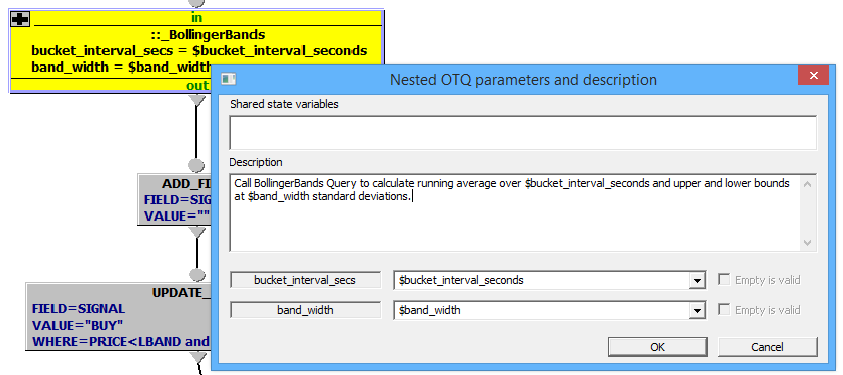 in
::_BollingerBands
bucket_interval_secs = $bucket_interval_seconds
band_width = $band_width
out
ADD_FI
FIELD=SIG
VALUE=""
UPDATE_
FIELD=SIGNAL
VALUE="BUY"
WHERE=PRICE<LBAND and
Nested OTQ parameters and description
Shared state variables
Description
Call BollingerBands Query to calculate running average over $bucket_interval_seconds and upper and lower bounds
at $band_width standard deviations.
bucket_interval_secs $bucket_interval_seconds Empty is valid
band_width $band_width Empty is valid
OK Cancel